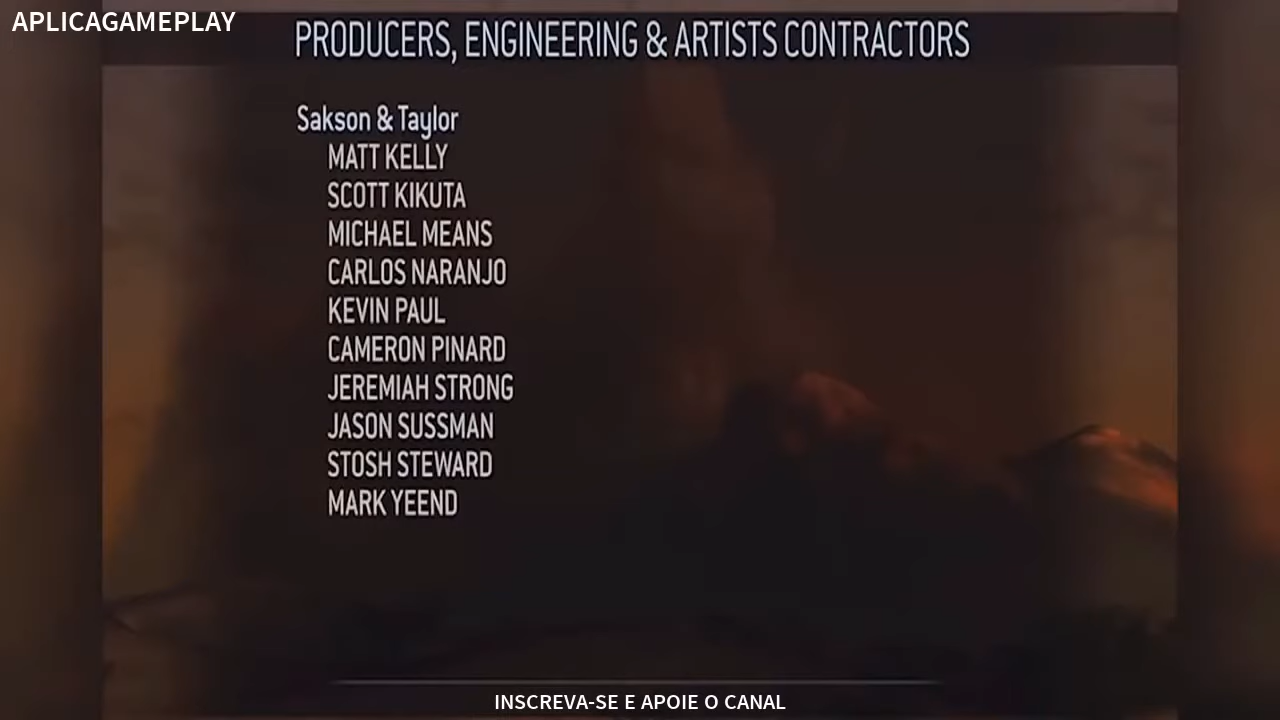 APLICAGAMEPLAY
PRODUCERS, ENGINEERING & ARTISTS CONTRACTORS
Sakson & Taylor
MATT KELLY
SCOTT KIKUTA
MICHAEL MEANS
CARLOS NARANJO
KEVIN PAUL
CAMERON PINARD
JEREMIAH STRONG
JASON SUSSMAN
STOSH STEWARD
MARK YEEND
INSCREVA-SE E APOIE O CANAL